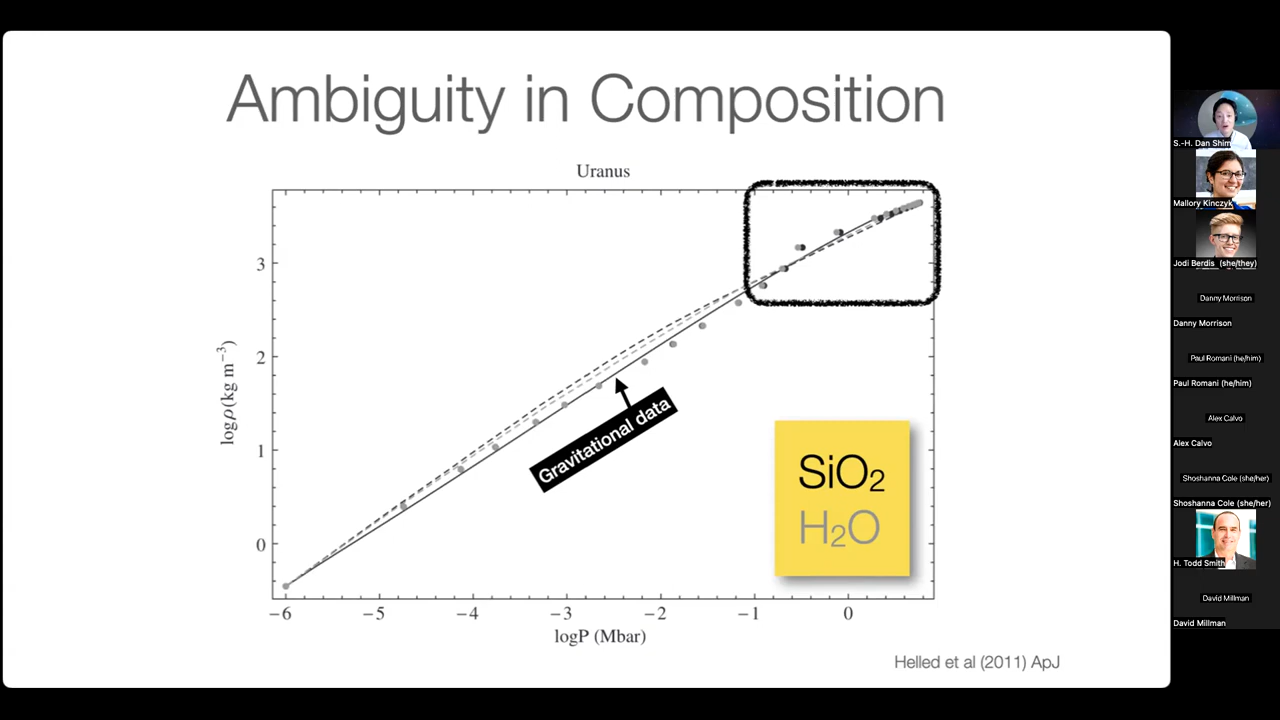 Ambiguity in Composition
Uranus
3
2
1
0
logρ(kg m⁻³)
−6 −5 −4 −3 −2 −1 0
logP (Mbar)
Gravitational data
SiO₂
H₂O
Helled et al (2011) ApJ
S.-H. Dan Shim
Mallory Kinczyk
Jodi Berdis (she/they)
Danny Morrison
Danny Morrison
Paul Romani (he/him)
Paul Romani (he/him)
Alex Calvo
Alex Calvo
Shoshanna Cole (she/her)
Shoshanna Cole (she/her)
H. Todd Smith
David Millman
David Millman